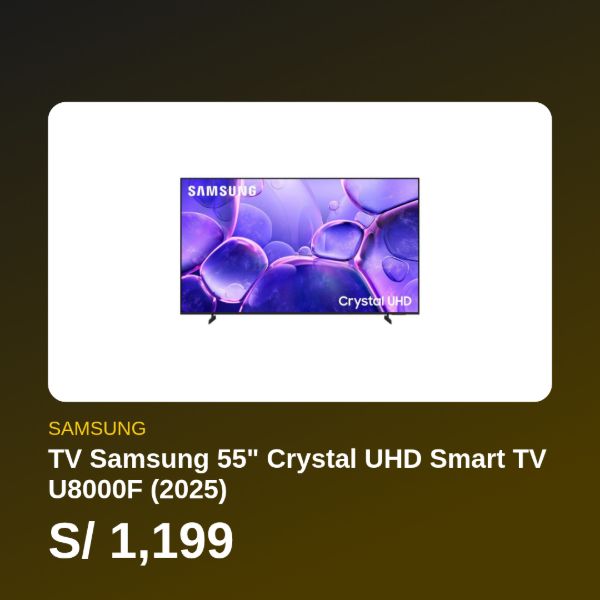 SAMSUNG
Crystal UHD
SAMSUNG
TV Samsung 55" Crystal UHD Smart TV
U8000F (2025)
S/ 1,199